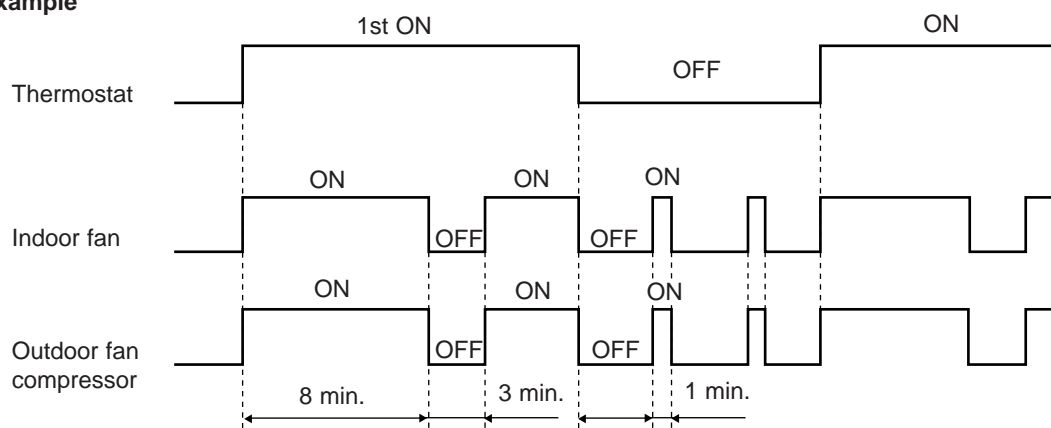 xample
1st ON
ON
OFF
Thermostat
ON
ON
ON
Indoor fan
OFF
OFF
ON
ON
ON
Outdoor fan
compressor
OFF
OFF
8 min.
3 min.
1 min.